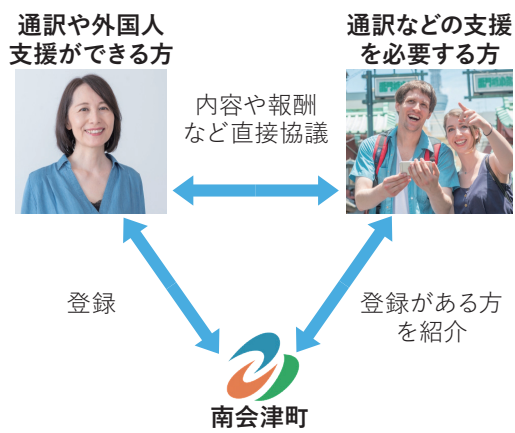 通訳や外国人
支援ができる方
通訳などの支援
を必要する方
内容や報酬
など直接協議
登録
登録がある方
を紹介
南会津町